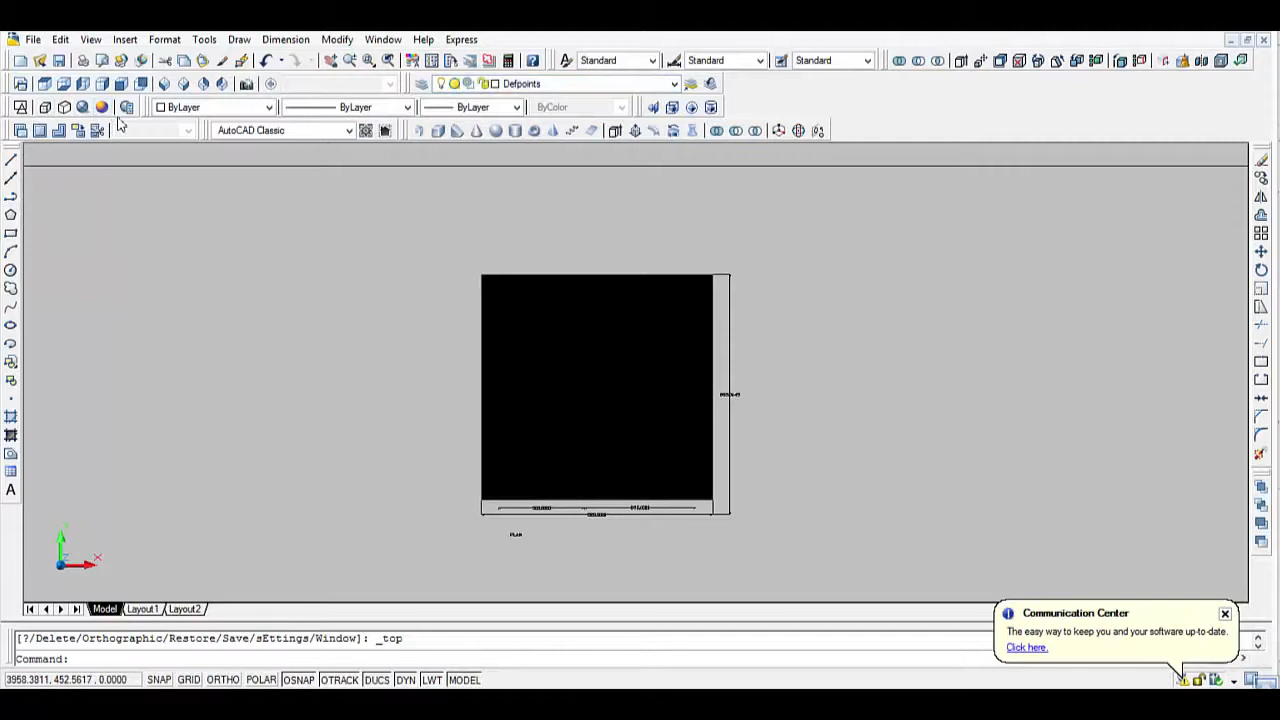 File Edit View Insert Format Tools Draw Dimension Modify Window Help Express
Standard Standard Standard
Defpoints
ByLayer ByLayer ByLayer ByColor
AutoCAD Classic
A
PLAN
X
Model Layout1 Layout2
Communication Center
The easy way to keep you and your software up-to-date.
Click here.
[?/Delete/Orthographic/Restore/Save/sEttings/Window]: _top
Command:
3958.3811, 452.5617 , 0.0000 SNAP GRID ORTHO POLAR OSNAP OTRACK DUCS DYN LWT MODEL